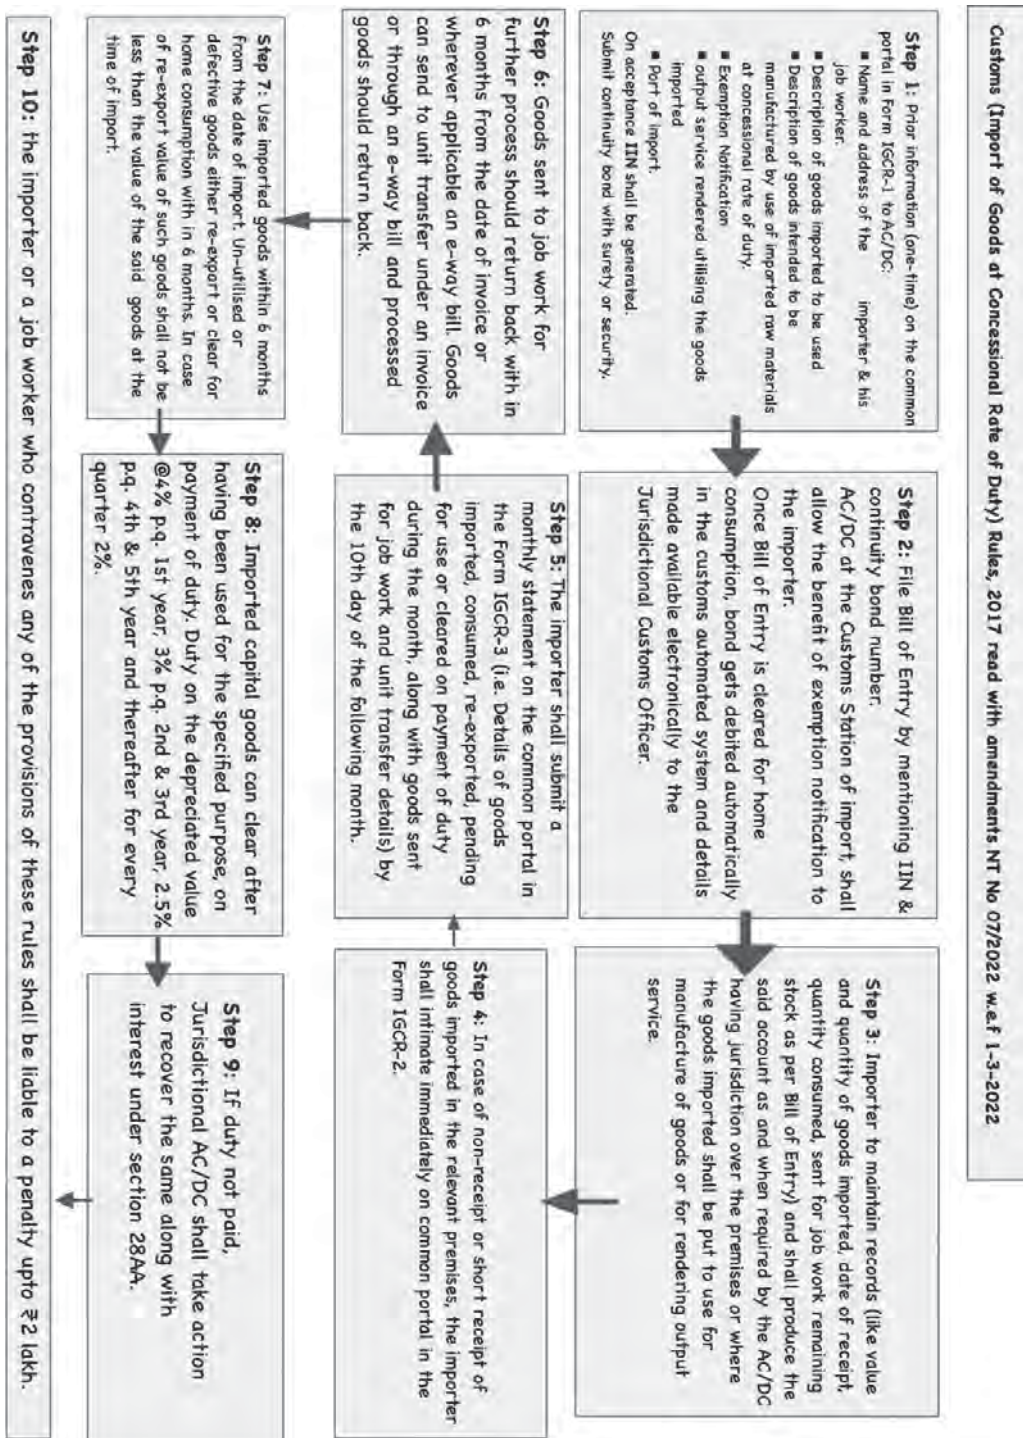 Customs (Import of Goods at Concessional Rate of Duty) Rules, 2017 read with amendments NT No 07/2022 w.e.f 1-3-2022
Step 1: Prior information (one-time) on the common
portal in Form IGCR-1 to AC/DC:
▪ Name and address of the importer & his
job worker.
▪ Description of goods imported to be used
▪ Description of goods intended to be
manufactured by use of imported raw materials
at concessional rate of duty.
▪ Exemption Notification
▪ output service rendered utilising the goods
imported
▪ Port of import.
On acceptance IIN shall be generated.
Submit continuity bond with surety or security.
Step 2: File Bill of Entry by mentioning IIN &
continuity bond number.
AC/DC at the Customs Station of import, shall
allow the benefit of exemption notification to
the importer.
Once Bill of Entry is cleared for home
consumption, bond gets debited automatically
in the customs automated system and details
made available electronically to the
Jurisdictional Customs Officer.
Step 3: Importer to maintain records (like value
and quantity of goods imported, date of receipt,
quantity consumed, sent for job work remaining
stock as per Bill of Entry) and shall produce the
said account as and when required by the AC/DC
having jurisdiction over the premises or where
the goods imported shall be put to use for
manufacture of goods or for rendering output
service.
Step 4: In case of non-receipt or short receipt of
goods imported in the relevant premises, the importer
shall intimate immediately on common portal in the
Form IGCR-2.
Step 5: The importer shall submit a
monthly statement on the common portal in
the Form IGCR-3 (i.e. Details of goods
imported, consumed, re-exported, pending
for use or cleared on payment of duty
during the month, along with goods sent
for job work and unit transfer details) by
the 10th day of the following month.
Step 6: Goods sent to job work for
further process should return back with in
6 months from the date of invoice or
wherever applicable an e-way bill. Goods
can send to unit transfer under an invoice
or through an e-way bill and processed
goods should return back.
Step 7: Use imported goods within 6 months
from the date of import. Un-utilised or
defective goods either re-export or clear for
home consumption with in 6 months. In case
of re-export value of such goods shall not be
less than the value of the said goods at the
time of import.
Step 8: Imported capital goods can clear after
having been used for the specified purpose, on
payment of duty. Duty on the depreciated value
@4% p.q. 1st year, 3% p.q. 2nd & 3rd year, 2.5%
p.q. 4th & 5th year and thereafter for every
quarter 2%.
Step 9: If duty not paid,
Jurisdictional AC/DC shall take action
to recover the same along with
interest under section 28AA.
Step 10: the importer or a job worker who contravenes any of the provisions of these rules shall be liable to a penalty upto ₹2 lakh.